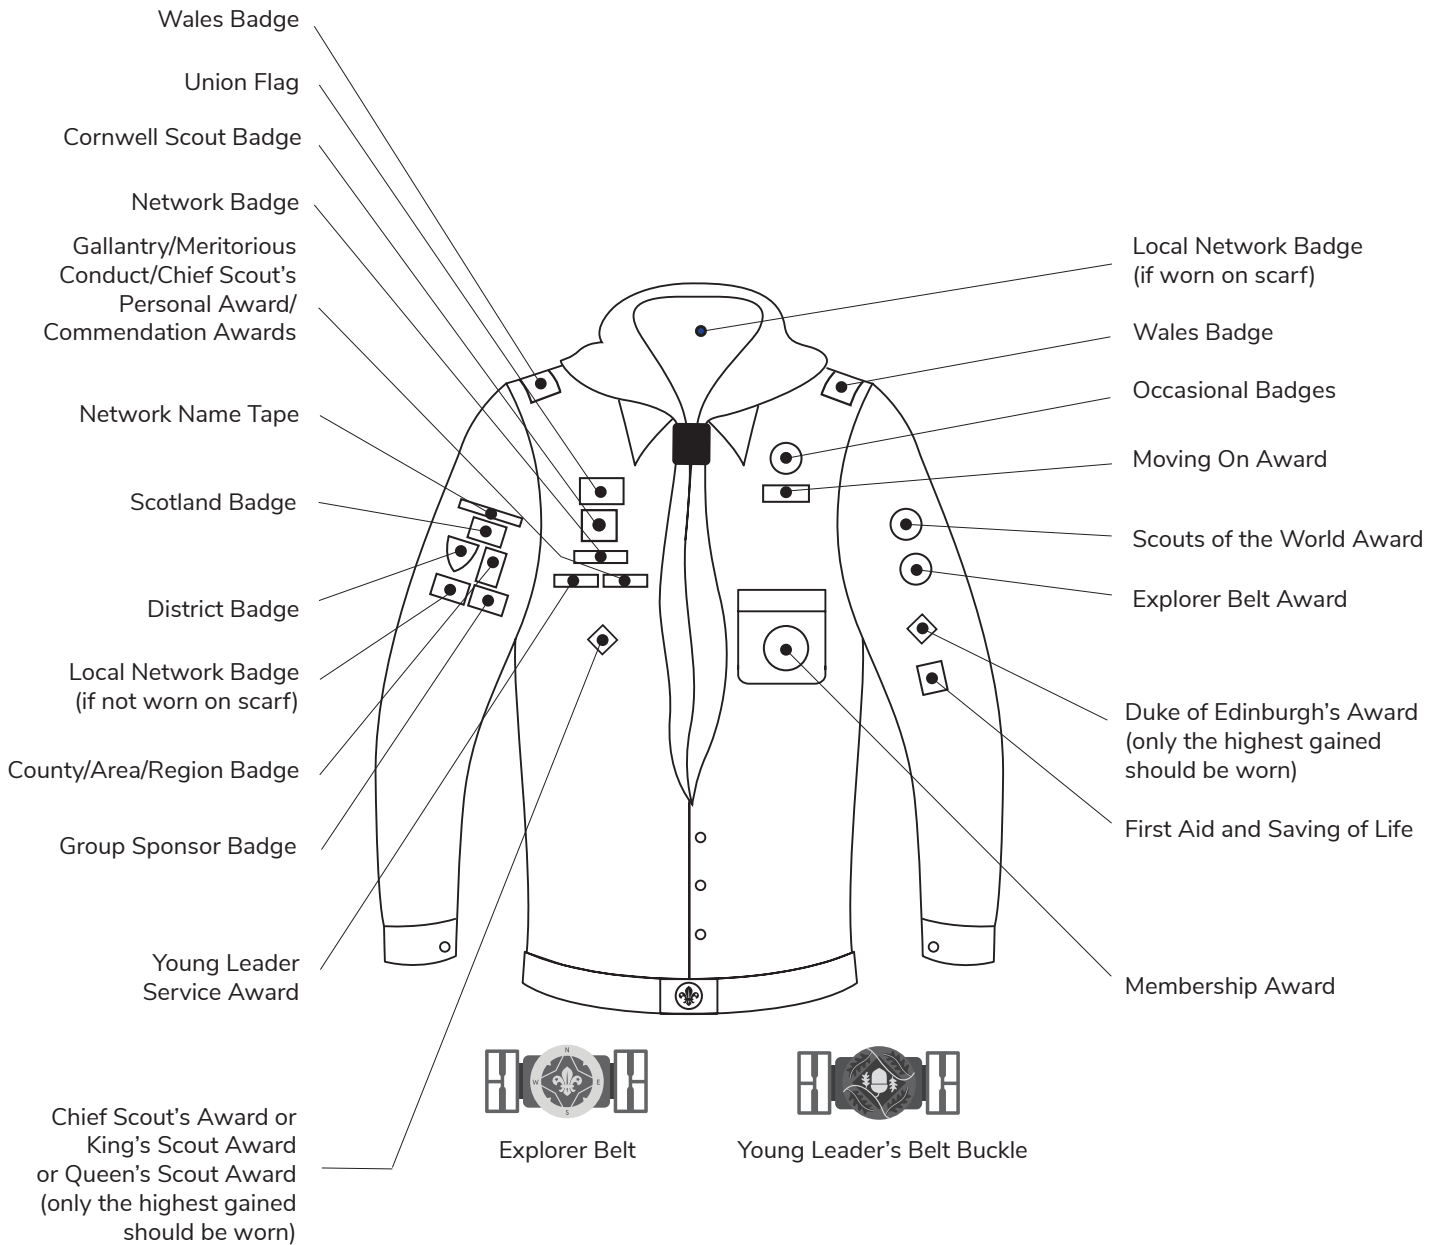 Wales Badge
Union Flag
Cornwell Scout Badge
Network Badge
Gallantry/Meritorious
Conduct/Chief Scout’s
Personal Award/
Commendation Awards
Network Name Tape
Scotland Badge
District Badge
Local Network Badge
(if not worn on scarf)
County/Area/Region Badge
Group Sponsor Badge
Young Leader
Service Award
Chief Scout’s Award or
King’s Scout Award
or Queen’s Scout Award
(only the highest gained
should be worn)
Local Network Badge
(if worn on scarf)
Wales Badge
Occasional Badges
Moving On Award
Scouts of the World Award
Explorer Belt Award
Duke of Edinburgh’s Award
(only the highest gained
should be worn)
First Aid and Saving of Life
Membership Award
N
W E
S
Explorer Belt
Young Leader’s Belt Buckle